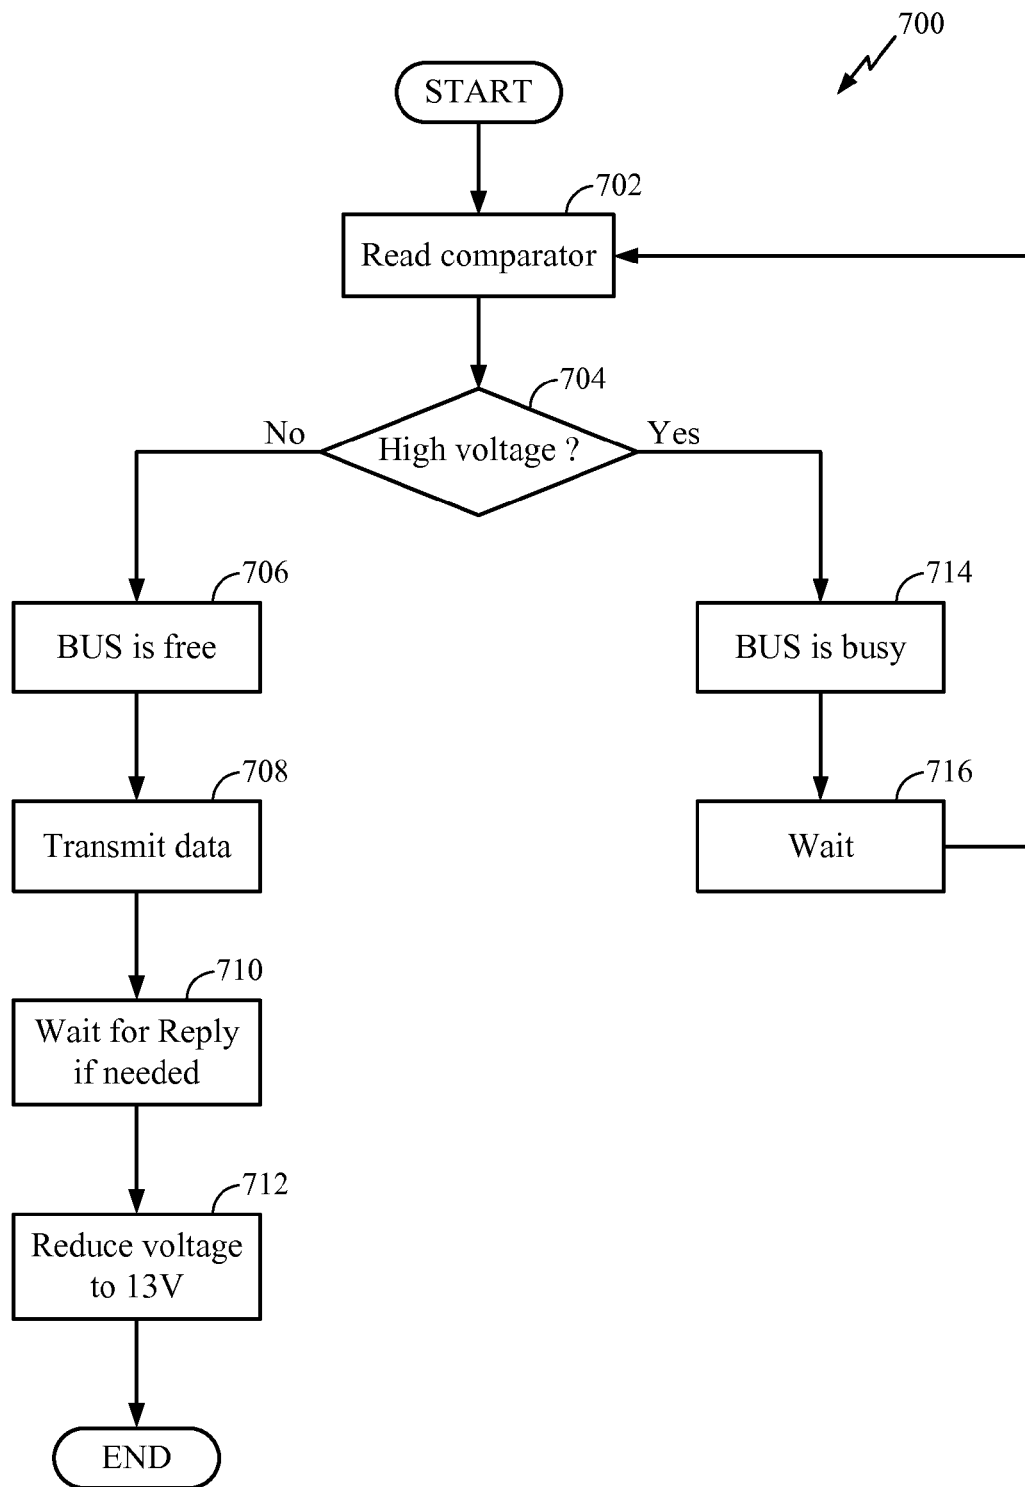 700
START
702
Read comparator
704
High voltage ?
No
Yes
706
BUS is free
714
BUS is busy
708
Transmit data
716
Wait
710
Wait for Reply
if needed
712
Reduce voltage
to 13V
END